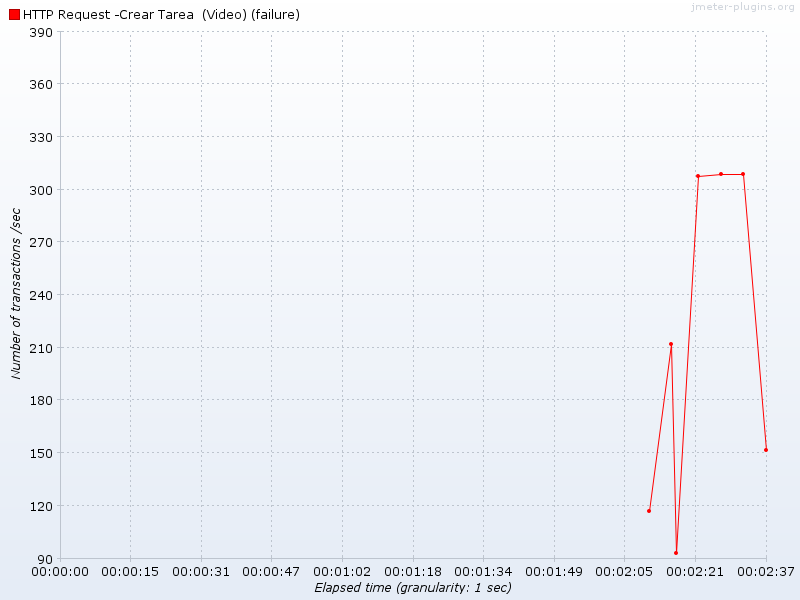 jmeter-plugins.org
HTTP Request -Crear Tarea (Video) (failure)
390
360
330
300
270
240
210
180
150
120
90
Number of transactions /sec
00:00:00 00:00:15 00:00:31 00:00:47 00:01:02 00:01:18 00:01:34 00:01:49 00:02:05 00:02:21 00:02:37
Elapsed time (granularity: 1 sec)